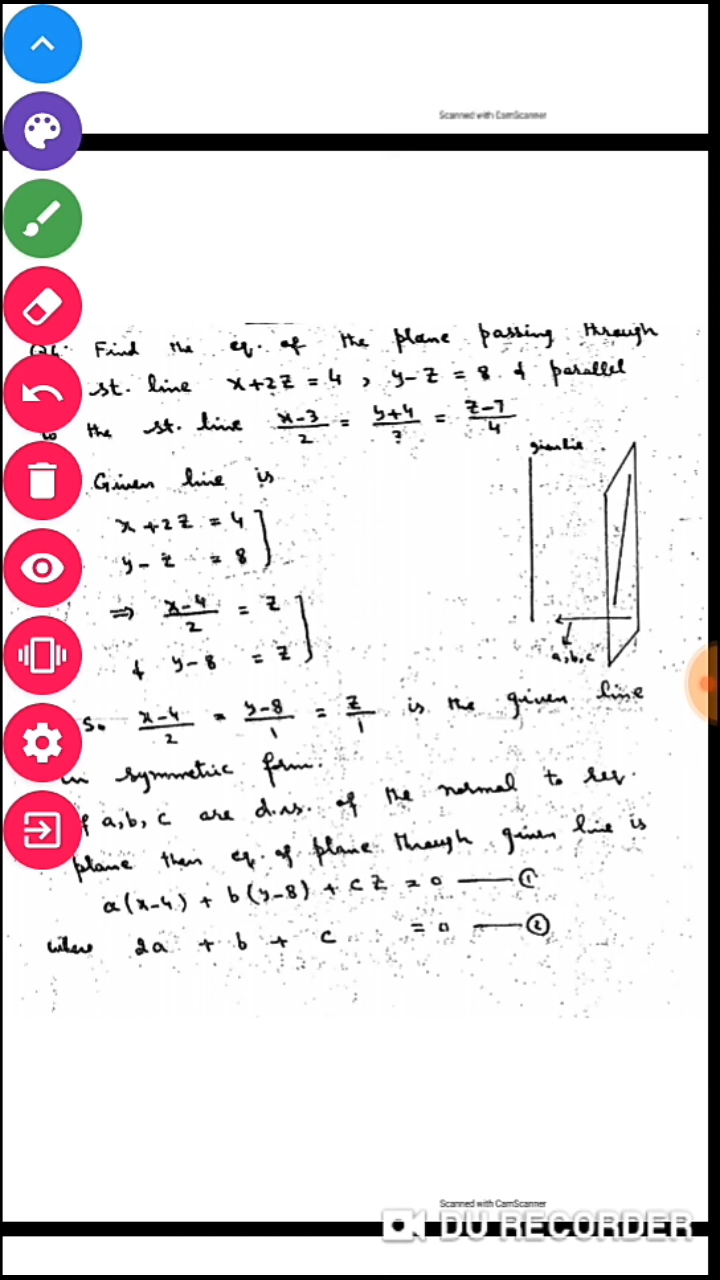 Scanned with CamScanner
Find the eq. of the plane passing through
st. line x+2z = 4 , y-z = 8 & parallel
the st. line (x-3)/2 = (y+4)/3 = (z-7)/4
given line
Given line is
x+2z = 4
y-z = 8
⇒ (x-4)/2 = z
& y-8 = z
a,b,c
So (x-4)/2 = (y-8)/1 = z/1 is the given line
in symmetric form.
a,b,c are d.rs. of the normal to req.
plane then eq. of plane through given line is
a(x-4) + b(y-8) + cz = 0 — ①
where 2a + b + c = 0 — ②
Scanned with CamScanner
DU RECORDER